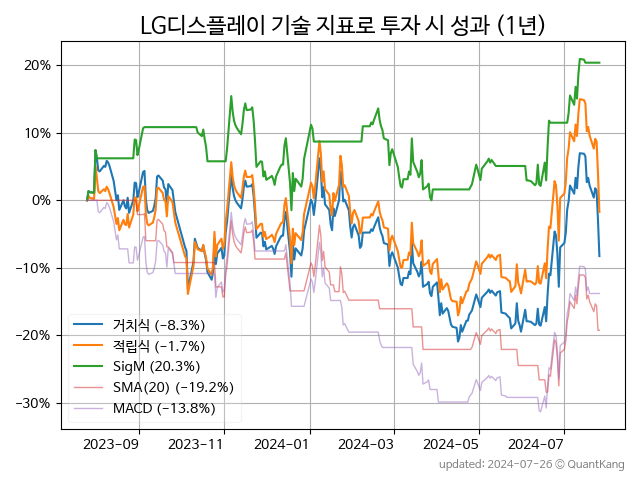 LG디스플레이 기술 지표로 투자 시 성과 (1년)
20%
10%
0%
−10%
−20%
−30%
거치식 (−8.3%)
적립식 (−1.7%)
SigM (20.3%)
SMA(20) (−19.2%)
MACD (−13.8%)
2023-09 2023-11 2024-01 2024-03 2024-05 2024-07
updated: 2024-07-26 © QuantKang